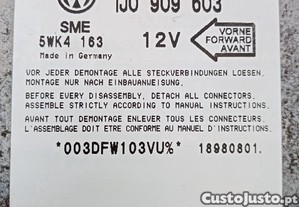 1J0 909 603
SME
5WK4 163
Made in Germany
12V
VORNE
FORWARD
AVANT
VOR JEDER DEMONTAGE ALLE STECKVERBINDUNGEN LOESEN,
MONTAGE NUR NACH EINBAUANWEISUNG.
BEFORE EVERY DISASSEMBLY, DETACH ALL CONNECTORS.
ASSEMBLE STRICTLY ACCORDING TO MANUAL INSTRUCTIONS.
AVANT TOUT DEMONTAGE ENLEVER TOUS LES CONNECTEURS.
L'ASSEMBLAGE DOIT ETRE CONFORME AU MANUEL D'INSTRUCTIONS.
*003DFW103VU%* 18980801.
CustoJusto.pt